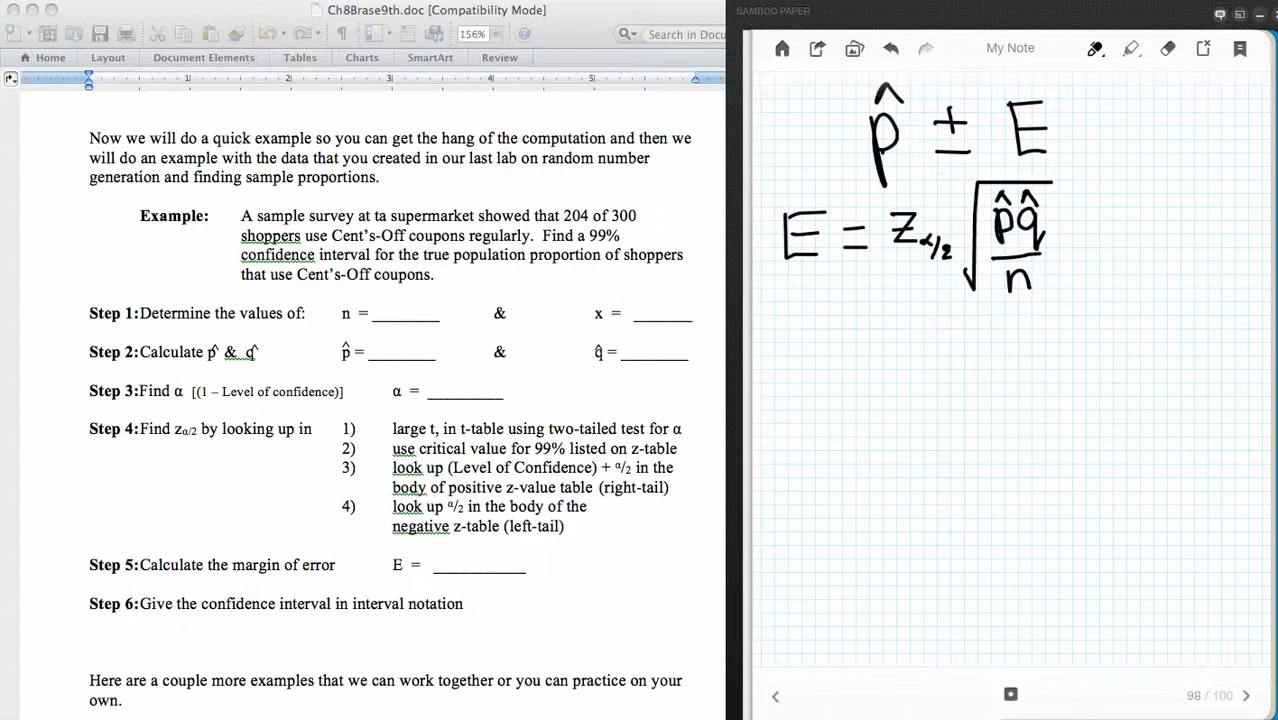 Ch8Brase9th.doc [Compatibility Mode]
156%
Search in Docum
Home Layout Document Elements Tables Charts SmartArt Review
1 2 3 4 5
Now we will do a quick example so you can get the hang of the computation and then we
will do an example with the data that you created in our last lab on random number
generation and finding sample proportions.
Example: A sample survey at ta supermarket showed that 204 of 300
shoppers use Cent's-Off coupons regularly. Find a 99%
confidence interval for the true population proportion of shoppers
that use Cent's-Off coupons.
Step 1:Determine the values of: n = ________ & x = _______
Step 2:Calculate p̂ & q̂ p̂ = ________ & q̂ = ________
Step 3:Find α [(1 – Level of confidence)] α = _________
Step 4:Find zα/2 by looking up in 1) large t, in t-table using two-tailed test for α
2) use critical value for 99% listed on z-table
3) look up (Level of Confidence) + α/2 in the
body of positive z-value table (right-tail)
4) look up α/2 in the body of the
negative z-table (left-tail)
Step 5:Calculate the margin of error E = ___________
Step 6:Give the confidence interval in interval notation
Here are a couple more examples that we can work together or you can practice on your
own.
BAMBOO PAPER
My Note
p̂ ± E
E = zα/2 √(p̂q̂/n)
98 / 100